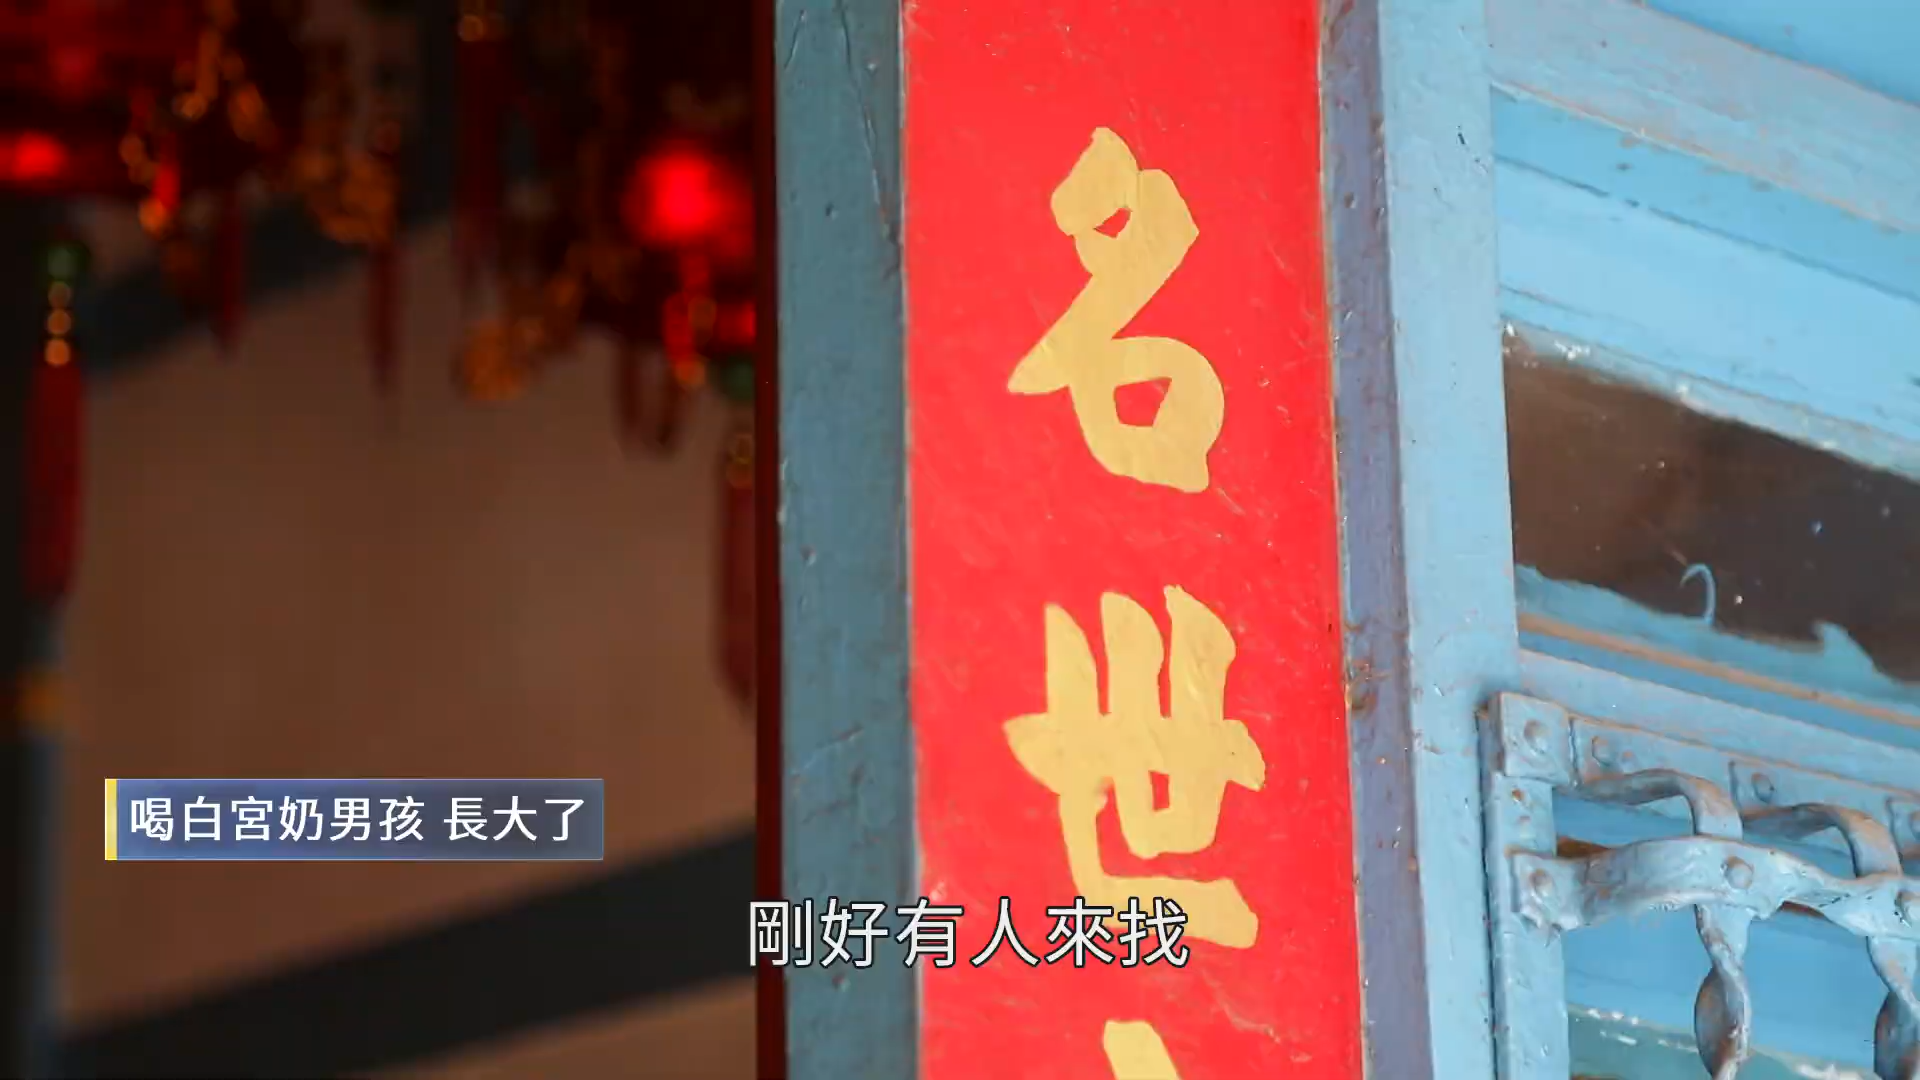 名世
喝白宮奶男孩 長大了
剛好有人來找